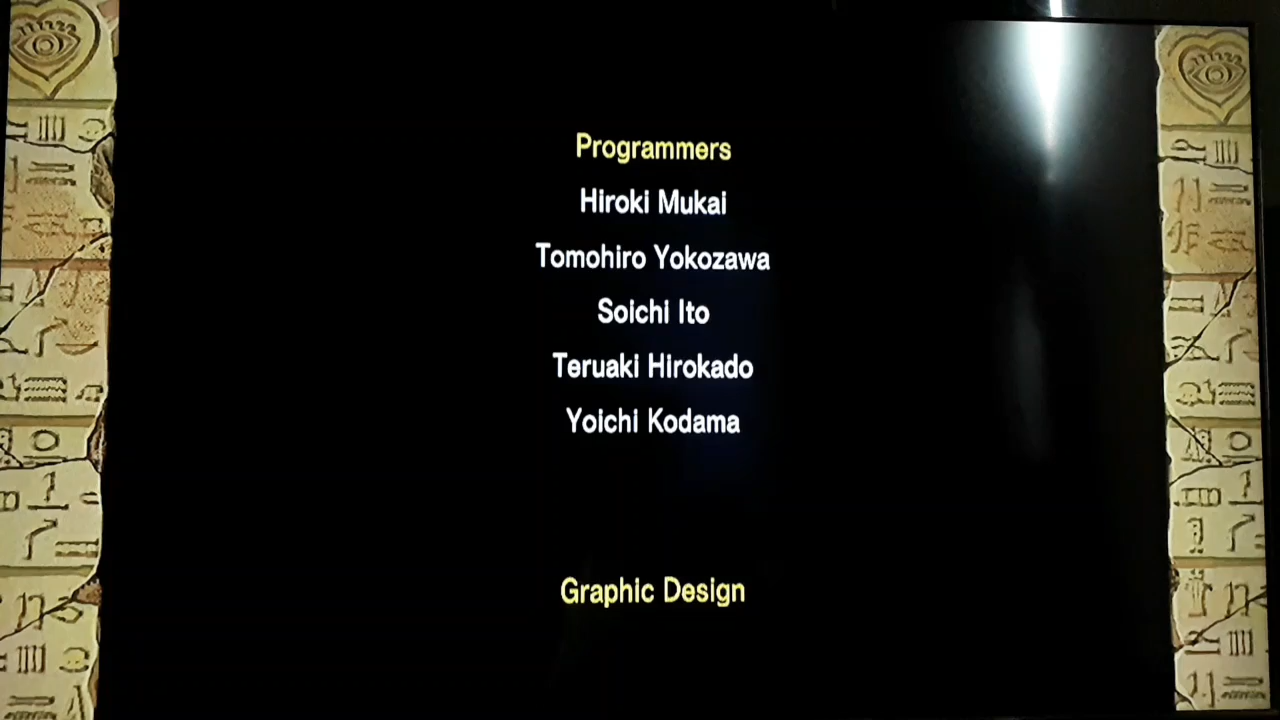 Programmers
Hiroki Mukai
Tomohiro Yokozawa
Soichi Ito
Teruaki Hirokado
Yoichi Kodama
Graphic Design